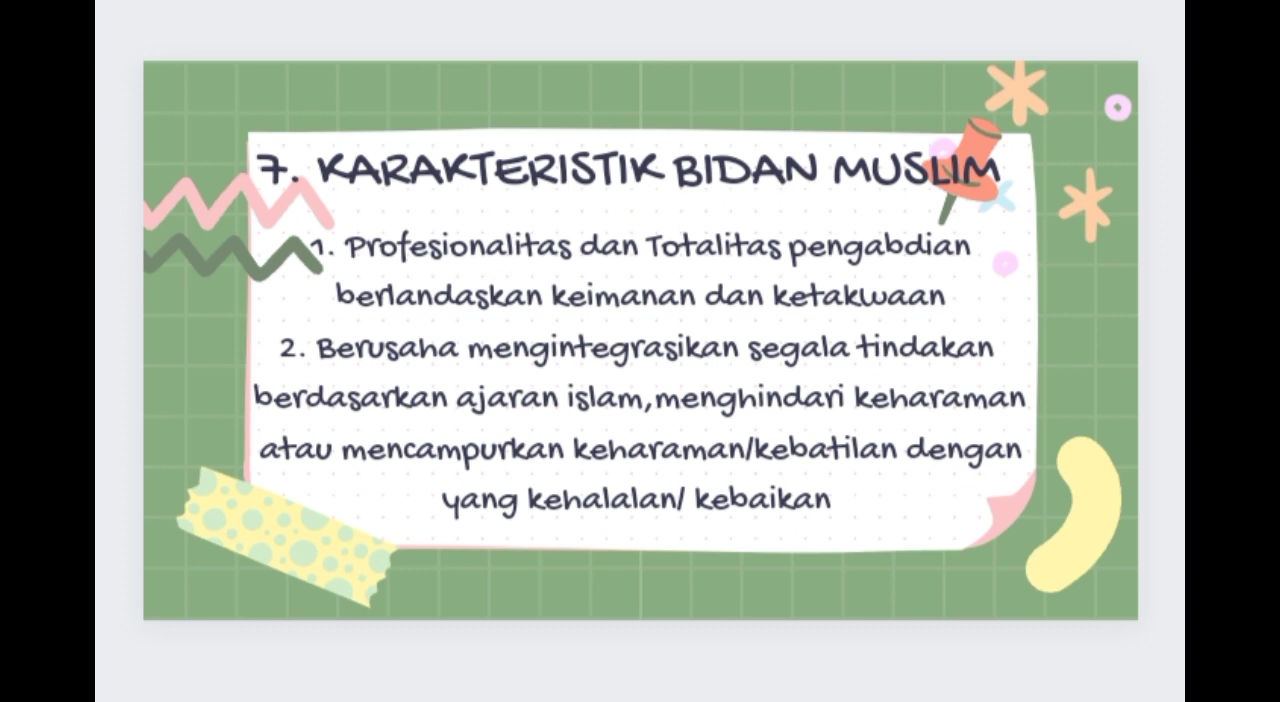 7. KARAKTERISTIK BIDAN MUSLIM
1. Profesionalitas dan Totalitas pengabdian
berlandaskan keimanan dan ketakwaan
2. Berusaha mengintegrasikan segala tindakan
berdasarkan ajaran islam,menghindari keharaman
atau mencampurkan keharaman/kebatilan dengan
yang kehalalan/ kebaikan